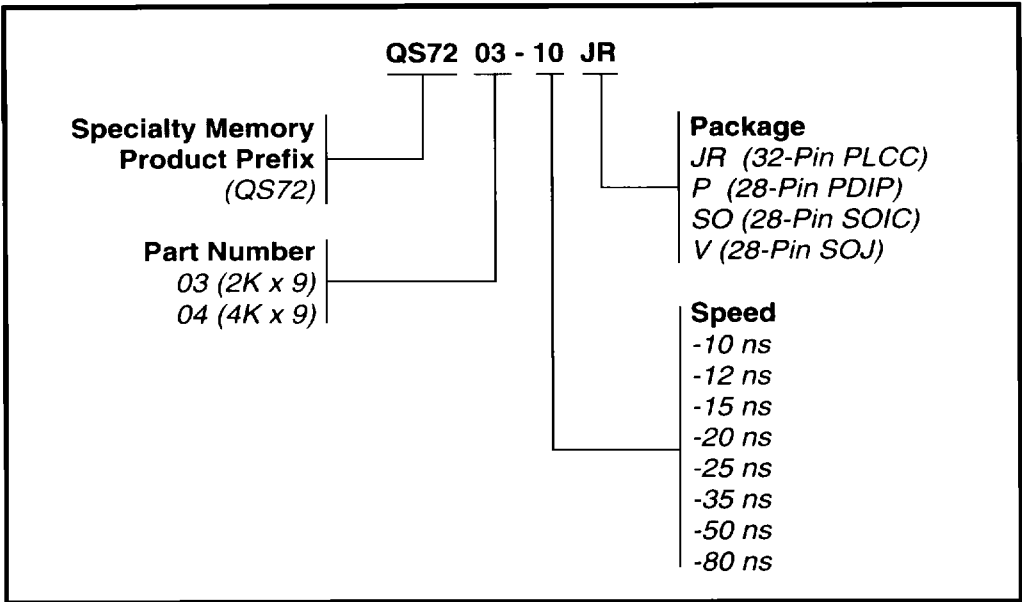 QS72 03 - 10 JR
Specialty Memory
Product Prefix
(QS72)
Part Number
03 (2K x 9)
04 (4K x 9)
Package
JR (32-Pin PLCC)
P (28-Pin PDIP)
SO (28-Pin SOIC)
V (28-Pin SOJ)
Speed
-10 ns
-12 ns
-15 ns
-20 ns
-25 ns
-35 ns
-50 ns
-80 ns